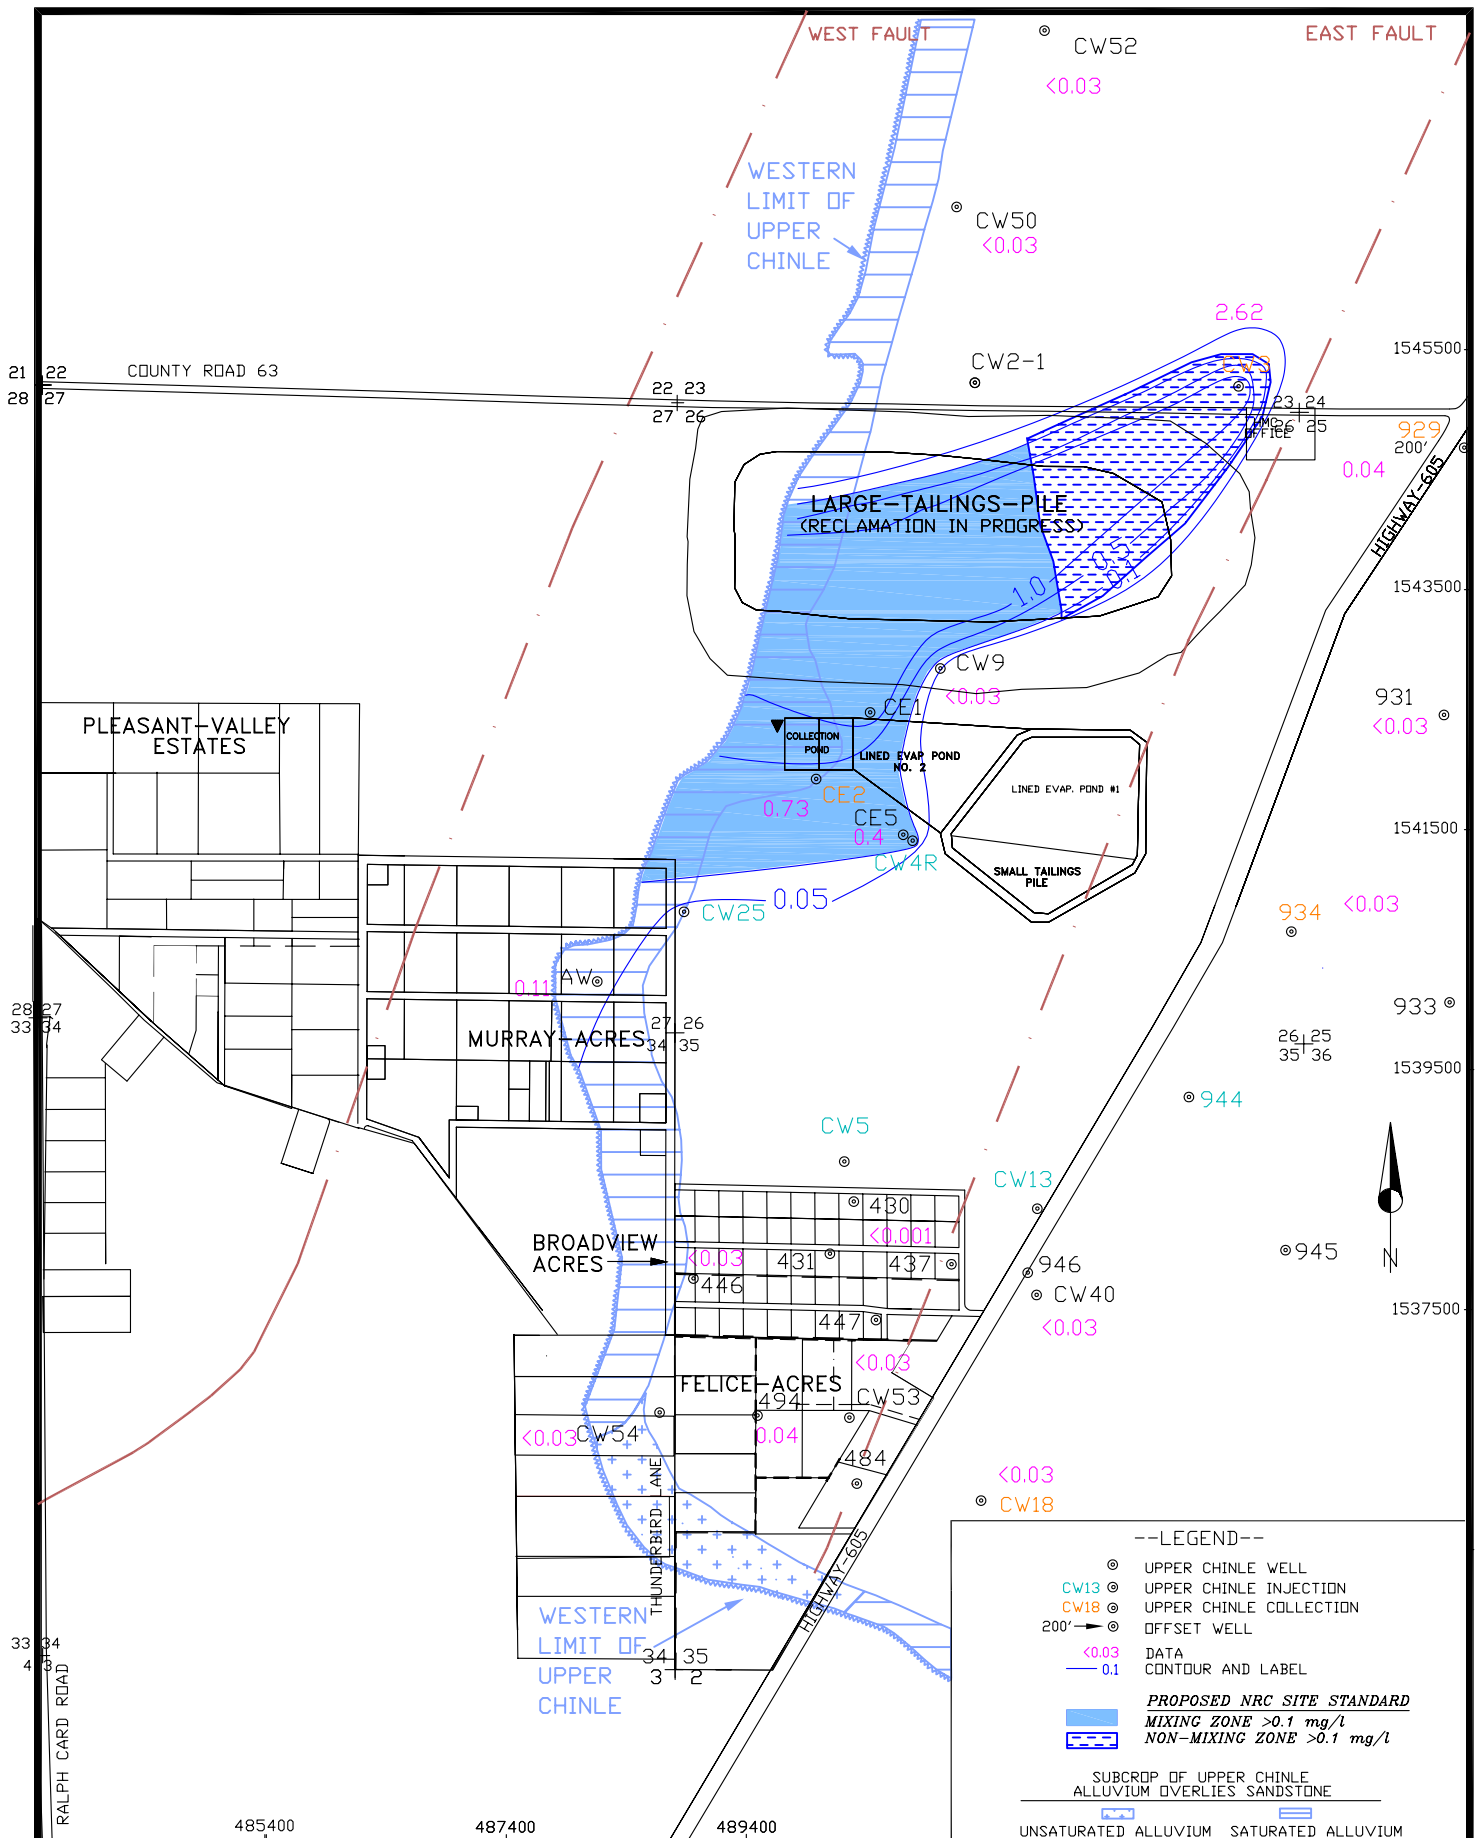 WEST FAULT
EAST FAULT
CW52
<0.03
WESTERN
LIMIT OF
UPPER
CHINLE
CW50
<0.03
2.62
1545500
CW2-1
CW3
21 22
28 27
COUNTY ROAD 63
22 23
27 26
23 24
26 25
OFFICE
929
200'
0.04
HIGHWAY-605
LARGE-TAILINGS-PILE
(RECLAMATION IN PROGRESS)
0.5
0.1
1.0
1543500
CW9
<0.03
931
<0.03
CE1
PLEASANT-VALLEY
ESTATES
COLLECTION
POND
LINED EVAP POND
NO. 2
LINED EVAP. POND #1
CE2
0.73
CE5
0.4
CW4R
1541500
SMALL TAILINGS
PILE
0.05
CW25
934
<0.03
AW
0.11
933
28 27
33 34
MURRAY-ACRES
27 26
34 35
26 25
35 36
1539500
944
CW5
CW13
430
<0.001
BROADVIEW
ACRES
<0.03
431
437
446
946
945
N
CW40
1537500
447
<0.03
<0.03
FELICE-ACRES
494
CW53
CW54
<0.03
0.04
484
<0.03
CW18
THUNDERBIRD LANE
HIGHWAY-605
WESTERN
LIMIT OF
UPPER
CHINLE
33 34
4 3
34 35
3 2
RALPH CARD ROAD
485400
487400
489400
--LEGEND--
UPPER CHINLE WELL
CW13 UPPER CHINLE INJECTION
CW18 UPPER CHINLE COLLECTION
200' OFFSET WELL
<0.03 DATA
0.1 CONTOUR AND LABEL
PROPOSED NRC SITE STANDARD
MIXING ZONE >0.1 mg/l
NON-MIXING ZONE >0.1 mg/l
SUBCROP OF UPPER CHINLE
ALLUVIUM OVERLIES SANDSTONE
UNSATURATED ALLUVIUM SATURATED ALLUVIUM